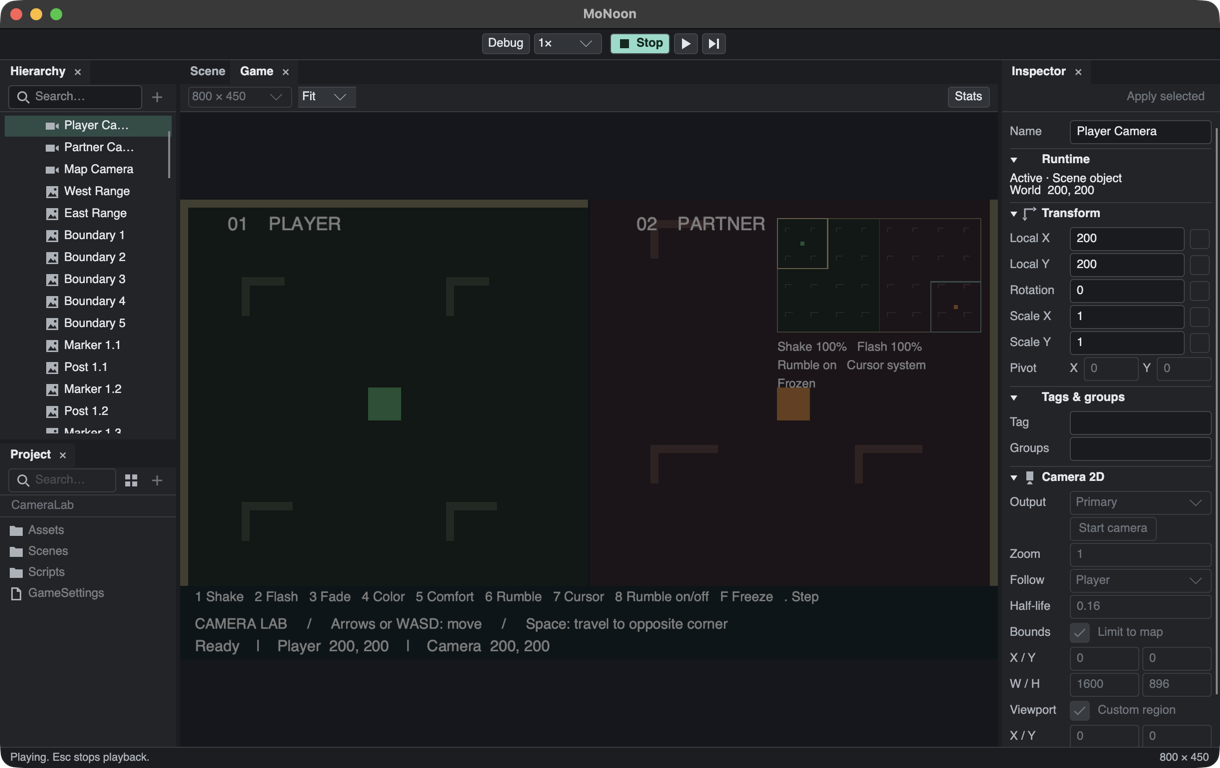 MoNoon
Debug 1× Stop
Hierarchy ×
Search...
Player Ca...
Partner Ca...
Map Camera
West Range
East Range
Boundary 1
Boundary 2
Boundary 3
Boundary 4
Boundary 5
Marker 1.1
Post 1.1
Marker 1.2
Post 1.2
Marker 1.3
Project ×
Search...
CameraLab
Assets
Scenes
Scripts
GameSettings
Scene Game ×
800 × 450 Fit Stats
01 PLAYER
02 PARTNER
Shake 100% Flash 100%
Rumble on Cursor system
Frozen
1 Shake 2 Flash 3 Fade 4 Color 5 Comfort 6 Rumble 7 Cursor 8 Rumble on/off F Freeze . Step
CAMERA LAB / Arrows or WASD: move / Space: travel to opposite corner
Ready | Player 200, 200 | Camera 200, 200
Inspector ×
Apply selected
Name Player Camera
Runtime
Active · Scene object
World 200, 200
Transform
Local X 200
Local Y 200
Rotation 0
Scale X 1
Scale Y 1
Pivot X 0 Y 0
Tags & groups
Tag
Groups
Camera 2D
Output Primary
Start camera
Zoom 1
Follow Player
Half-life 0.16
Bounds Limit to map
X / Y 0 0
W / H 1600 896
Viewport Custom region
X / Y 0 0
Playing. Esc stops playback.
800 × 450